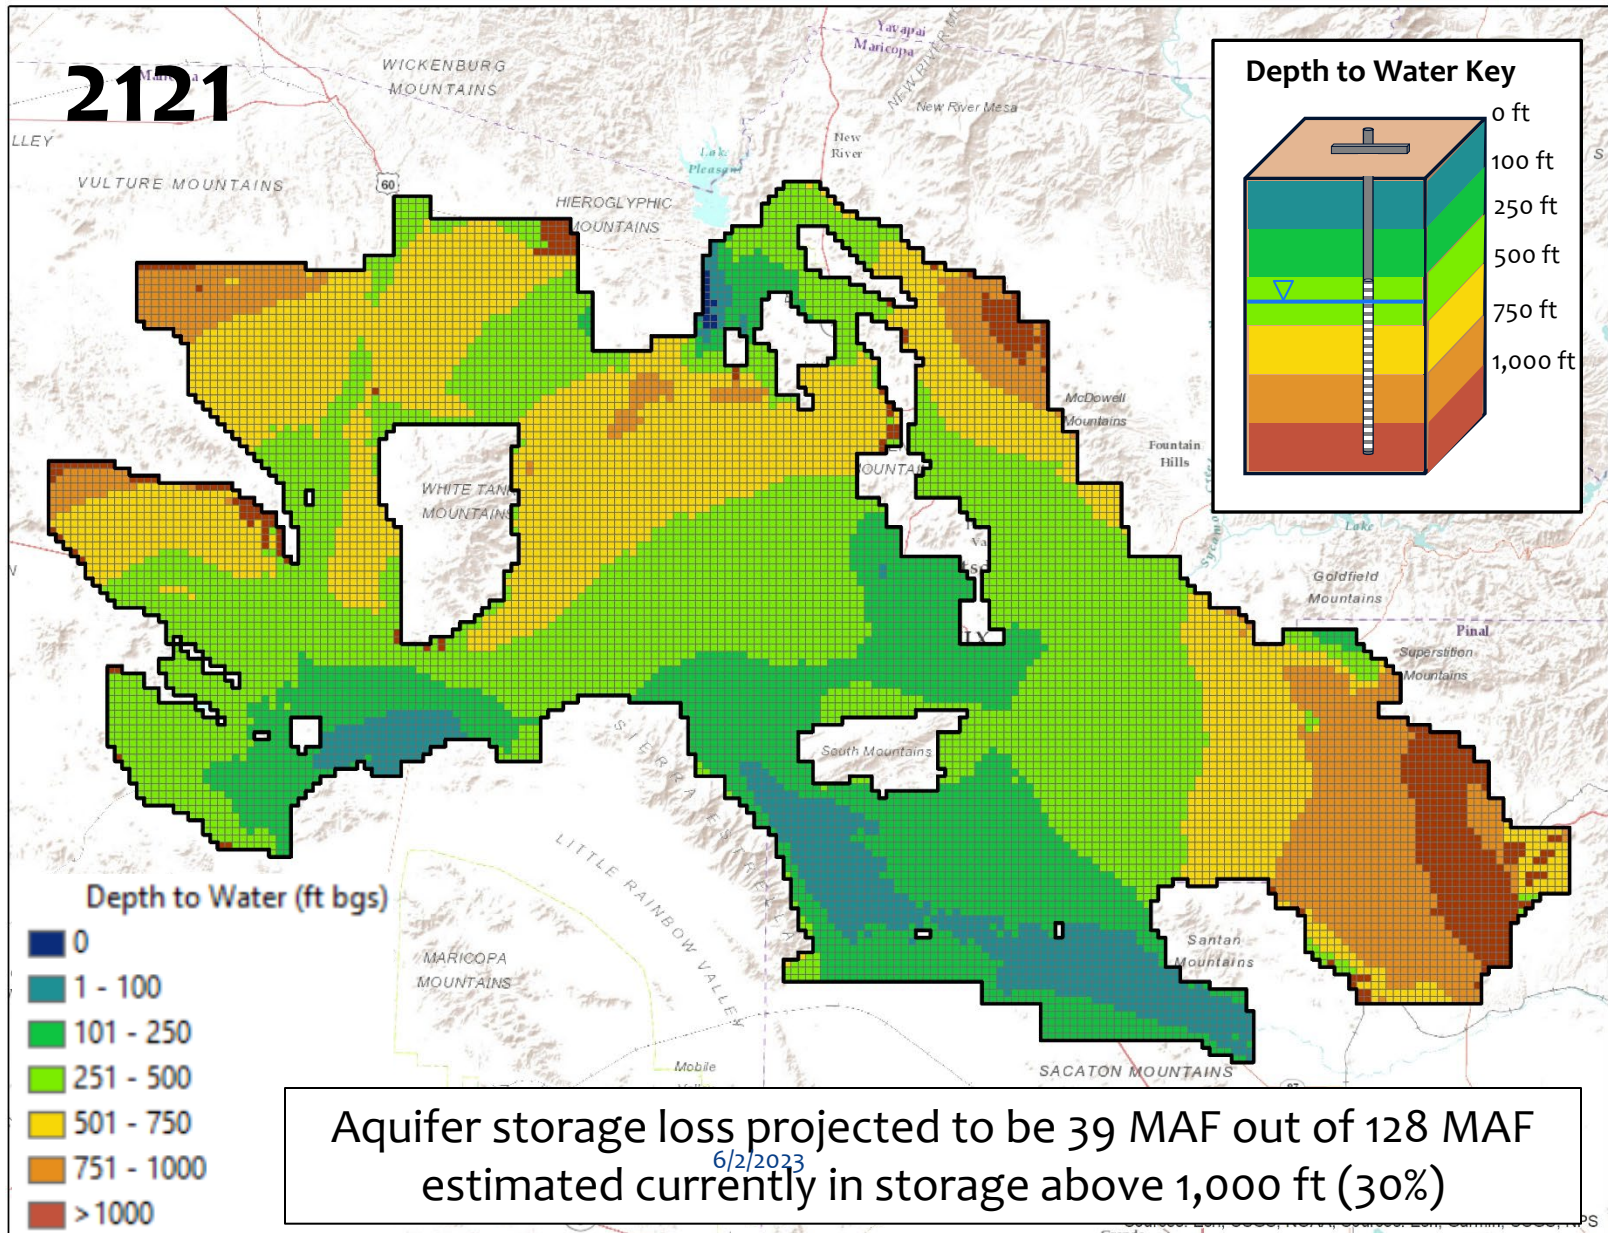 2121
Yavapai
Maricopa
WICKENBURG
MOUNTAINS
NEW RIVER
New River Mesa
New
River
Lake
Pleasant
VULTURE MOUNTAINS
60
HIEROGLYPHIC
MOUNTAINS
Depth to Water Key
0 ft
100 ft
250 ft
500 ft
750 ft
1,000 ft
McDowell
Mountains
Fountain
Hills
WHITE TANK
MOUNTAINS
Lake
Goldfield
Mountains
Pinal
Superstition
Mountains
South Mountains
SIERRA ESTRELLA
LITTLE RAINBOW VALLEY
MARICOPA
MOUNTAINS
Santan
Mountains
Mobile
SACATON MOUNTAINS
Depth to Water (ft bgs)
0
1 - 100
101 - 250
251 - 500
501 - 750
751 - 1000
> 1000
Aquifer storage loss projected to be 39 MAF out of 128 MAF
6/2/2023
estimated currently in storage above 1,000 ft (30%)